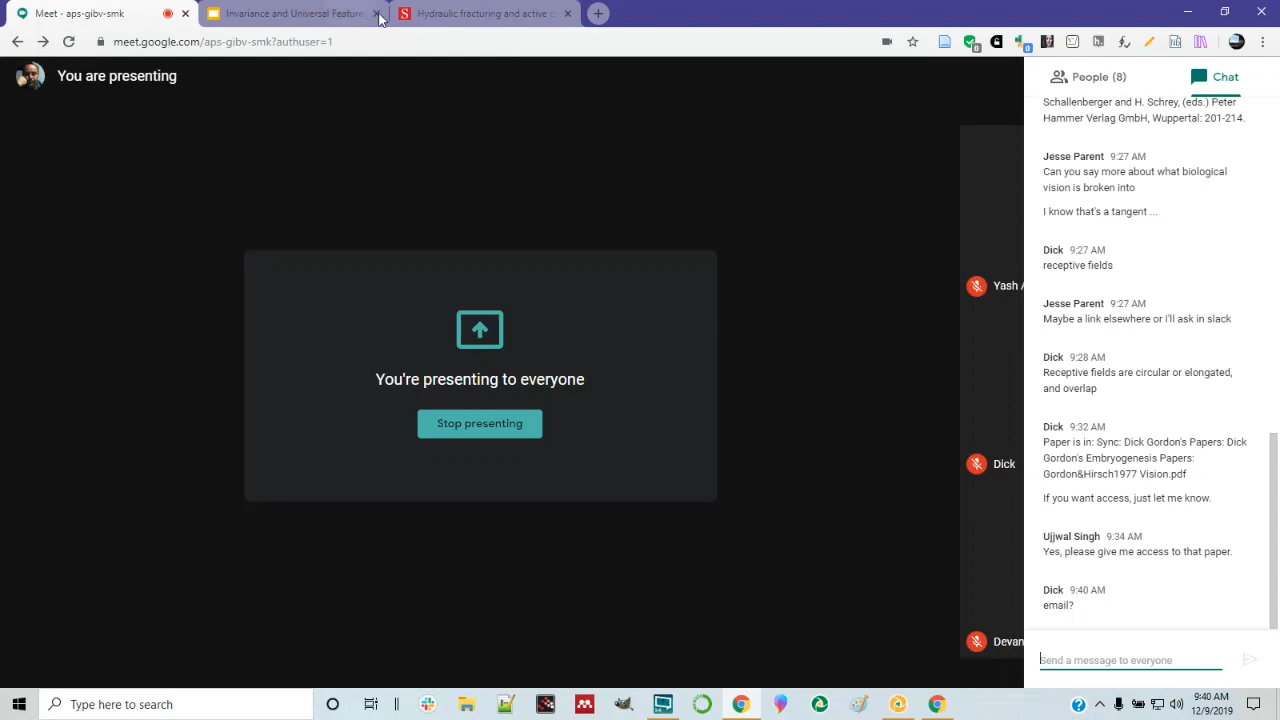 Meet - aps-gibv-smk
Invariance and Universal Feature
Hydraulic fracturing and active c
meet.google.com/aps-gibv-smk?authuser=1
0
0
You are presenting
People (8)
Chat
Schallenberger and H. Schrey, (eds.) Peter
Hammer Verlag GmbH, Wuppertal: 201-214.
Jesse Parent 9:27 AM
Can you say more about what biological
vision is broken into
I know that's a tangent ...
Dick 9:27 AM
receptive fields
Yash A
Jesse Parent 9:27 AM
Maybe a link elsewhere or I'll ask in slack
You're presenting to everyone
Stop presenting
Dick 9:28 AM
Receptive fields are circular or elongated,
and overlap
Dick 9:32 AM
Paper is in: Sync: Dick Gordon's Papers: Dick
Gordon's Embryogenesis Papers:
Gordon&Hirsch1977 Vision.pdf
Dick
If you want access, just let me know.
Ujjwal Singh 9:34 AM
Yes, please give me access to that paper.
Dick 9:40 AM
email?
Devan
Send a message to everyone
Type here to search
9:40 AM
12/9/2019